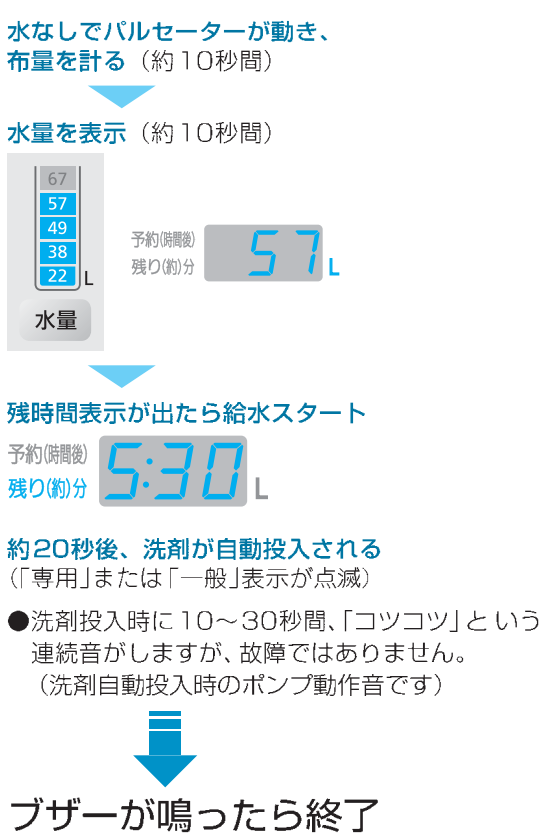 水なしでパルセーターが動き、
布量を計る（約10秒間）
水量を表示（約10秒間）
67
57
49
38
22 L
水量
予約(時間後)
残り(約)分
57 L
残時間表示が出たら給水スタート
予約(時間後)
残り(約)分
5:30 L
約20秒後、洗剤が自動投入される
（「専用」または「一般」表示が点滅）
●洗剤投入時に10～30秒間、「コツコツ」という
連続音がしますが、故障ではありません。
（洗剤自動投入時のポンプ動作音です）
ブザーが鳴ったら終了